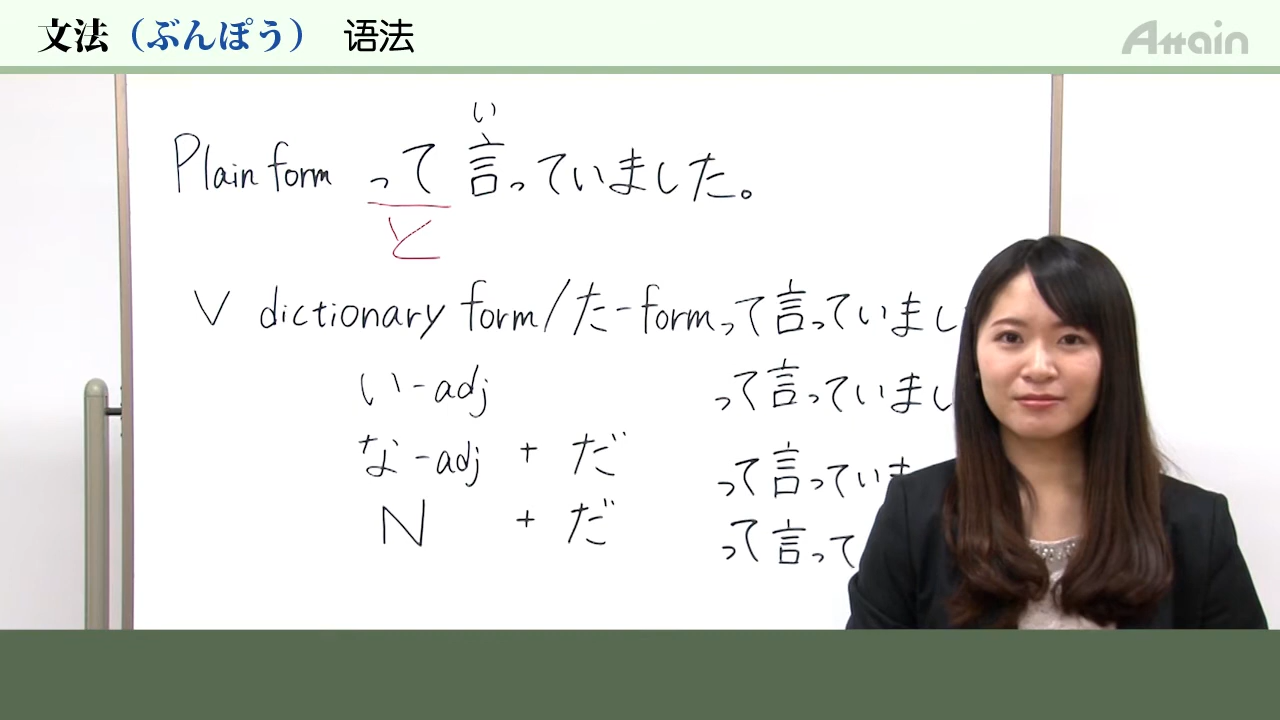 文法（ぶんぽう） 语法
Attain
い
Plain form って 言っていました。
と
V dictionary form/た-formって言っていまし
い-adj って言っていまし
な-adj + だ って言っていま
N + だ って言って